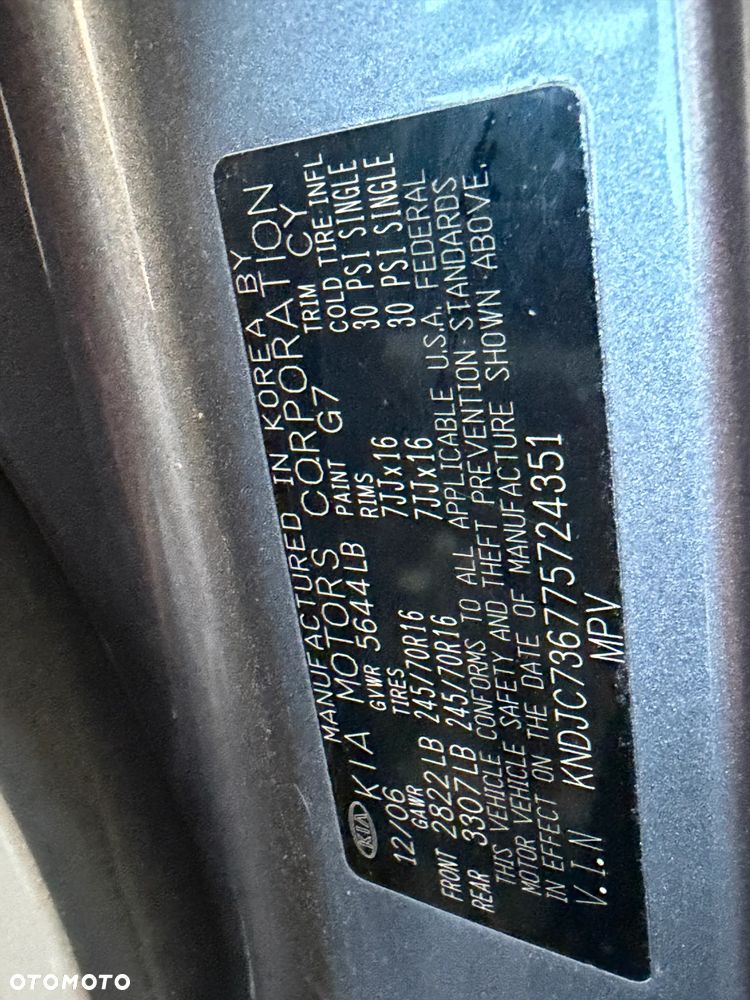 MANUFACTURED IN KOREA BY
KIA KIA MOTORS CORPORATION
12/06 GVWR 5644LB PAINT G7 TRIM CY
GAWR TIRES RIMS COLD TIRE INFL
FRONT 2822LB 245/70R16 7JJx16 30 PSI SINGLE
REAR 3307LB 245/70R16 7JJx16 30 PSI SINGLE
THIS VEHICLE CONFORMS TO ALL APPLICABLE U.S.A. FEDERAL
MOTOR VEHICLE SAFETY AND THEFT PREVENTION STANDARDS
IN EFFECT ON THE DATE OF MANUFACTURE SHOWN ABOVE.
V.I.N KNDJC736775724351
MPV
OTOMOTO